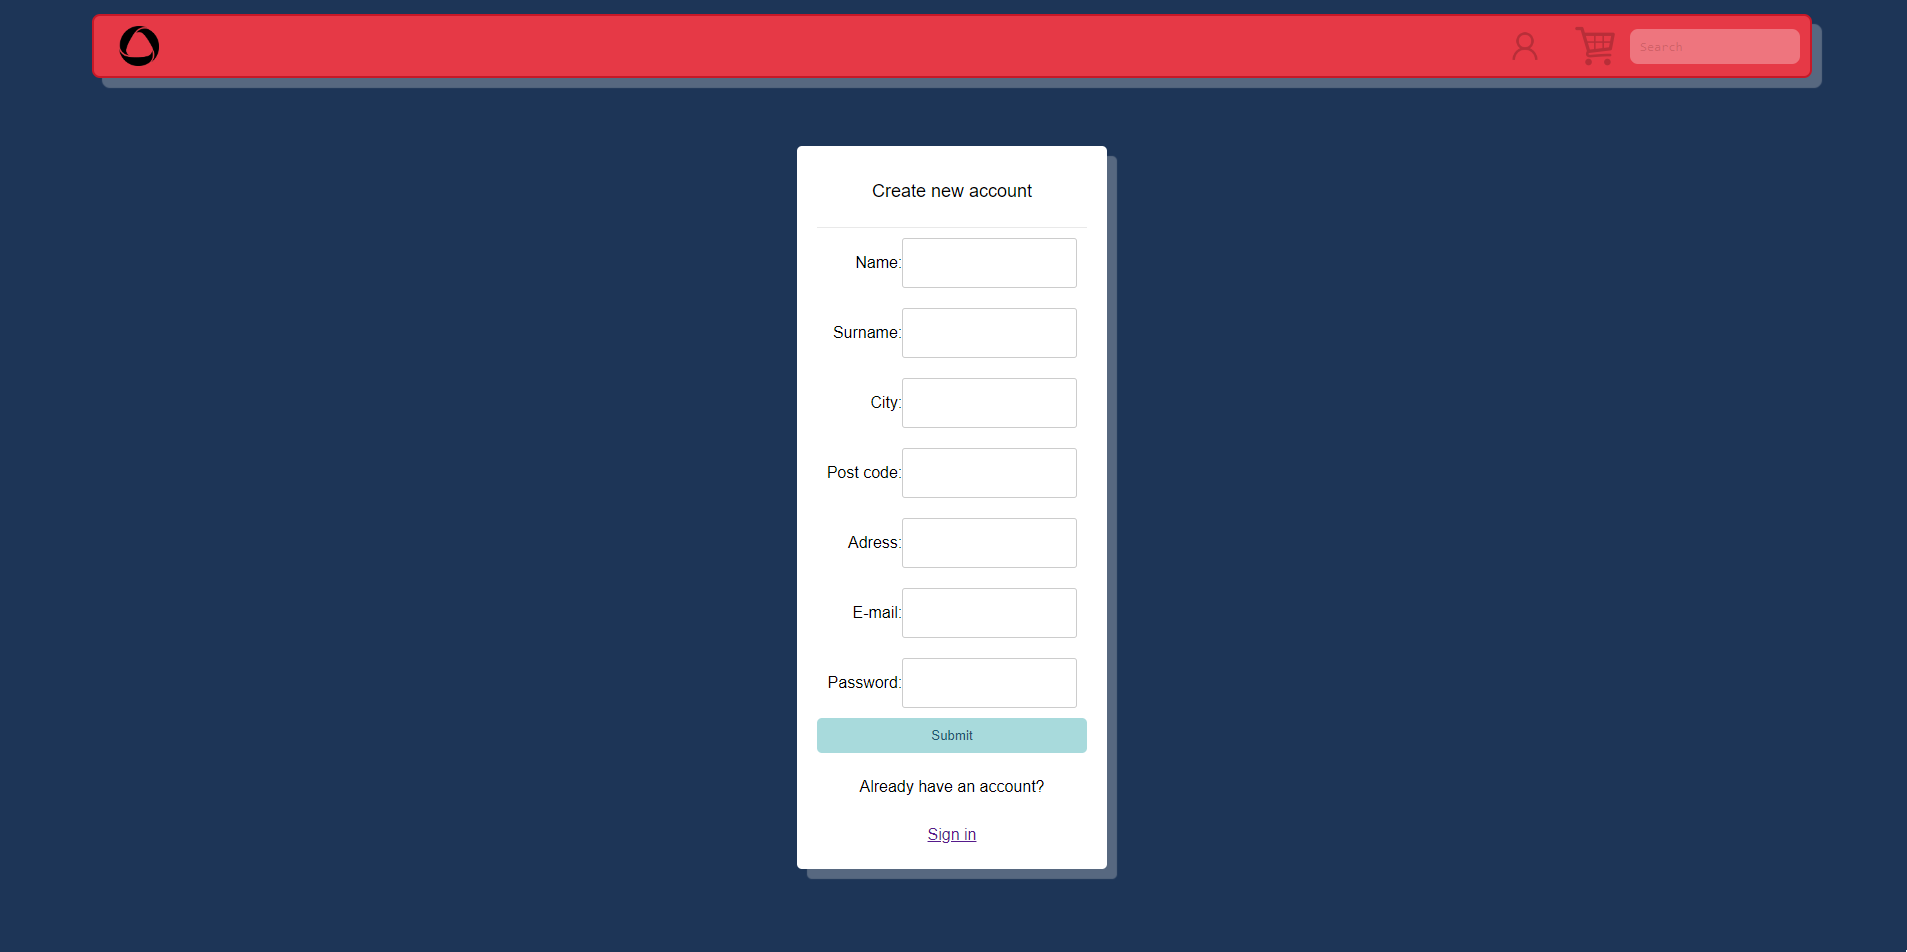 Search
Create new account
Name:
Surname:
City:
Post code:
Adress:
E-mail:
Password:
Submit
Already have an account?
Sign in